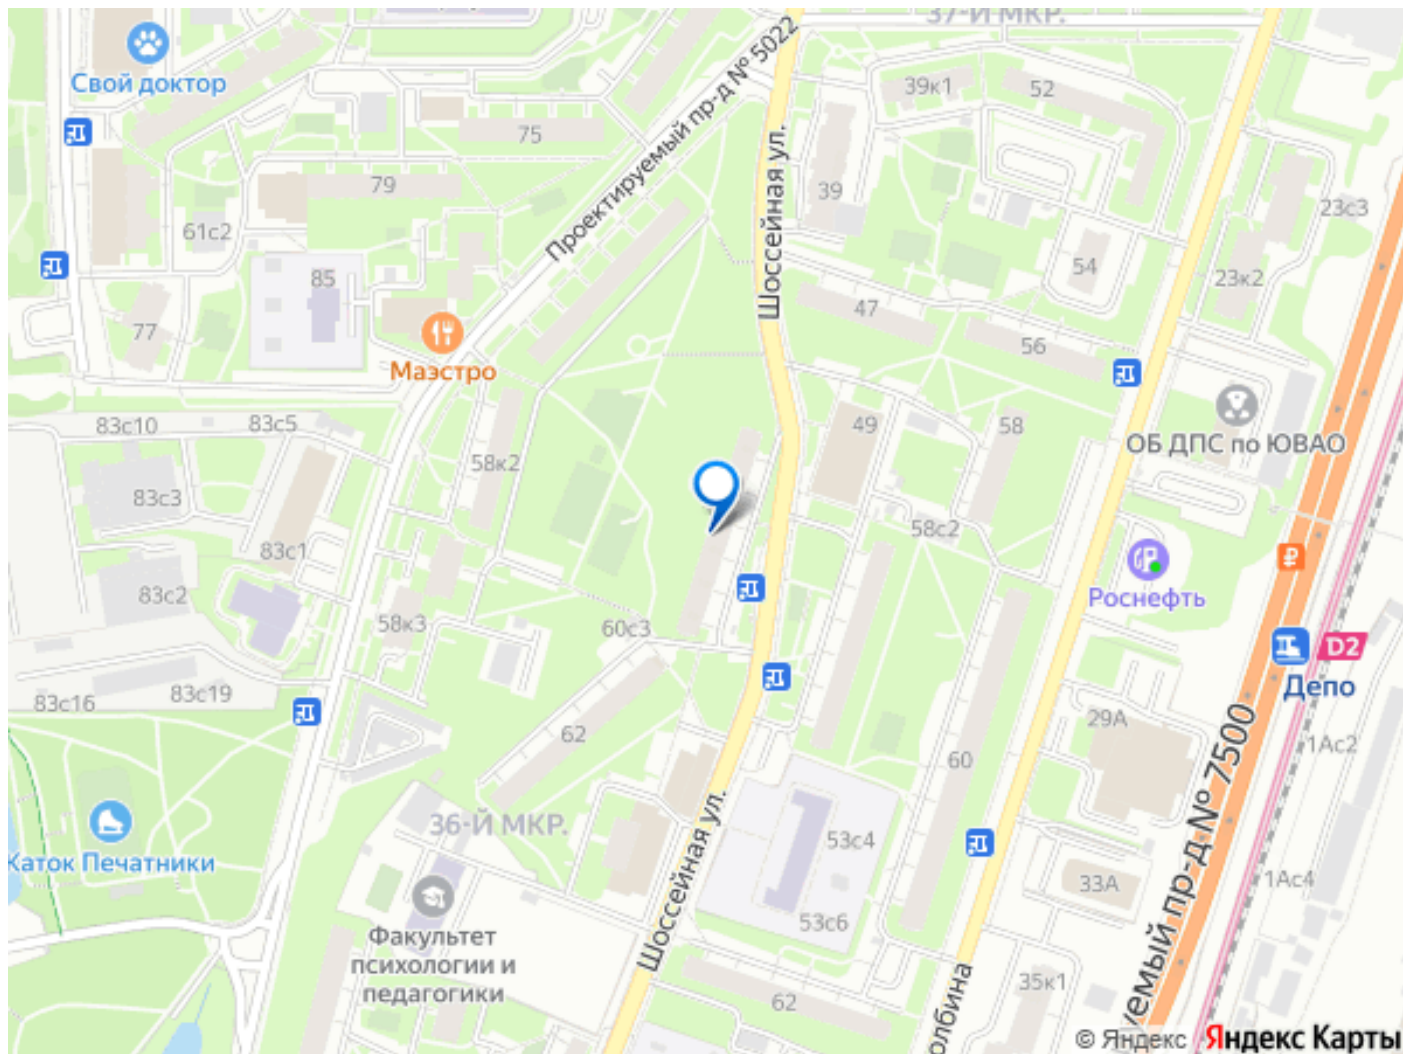 37-Й МКР.
Свой доктор
Проектируемый пр-д № 5022
39к1
52
75
Шоссейная ул.
79
39
23с3
61с2
85
54
23к2
77
47
56
Маэстро
83с10
83с5
49
58
ОБ ДПС по ЮВАО
58к2
83с3
58с2
83с1
83с2
Роснефть
58к3
60с3
D2
Депо
83с16
83с19
29А
62
1Ас2
60
36-Й МКР.
Шоссейная ул.
53с4
Каток Печатники
33А
1Ас4
53с6
Факультет
психологии и
педагогики
35к1
62
олбина
уемый пр-д № 7500
© Яндекс Яндекс Карты